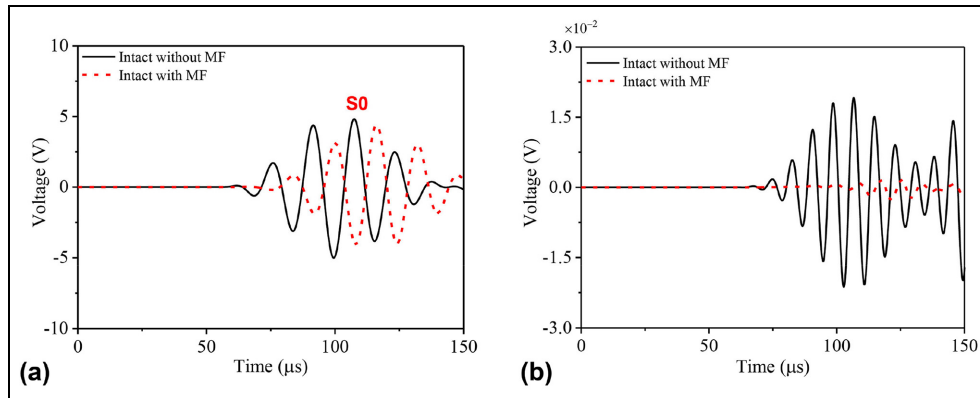 Intact without MF
Intact with MF
S0
Voltage (V)
10
5
0
-5
-10
0
50
100
150
Time (μs)
(a)
×10⁻²
Intact without MF
Intact with MF
Voltage (V)
3.0
1.5
0.0
-1.5
-3.0
0
50
100
150
Time (μs)
(b)